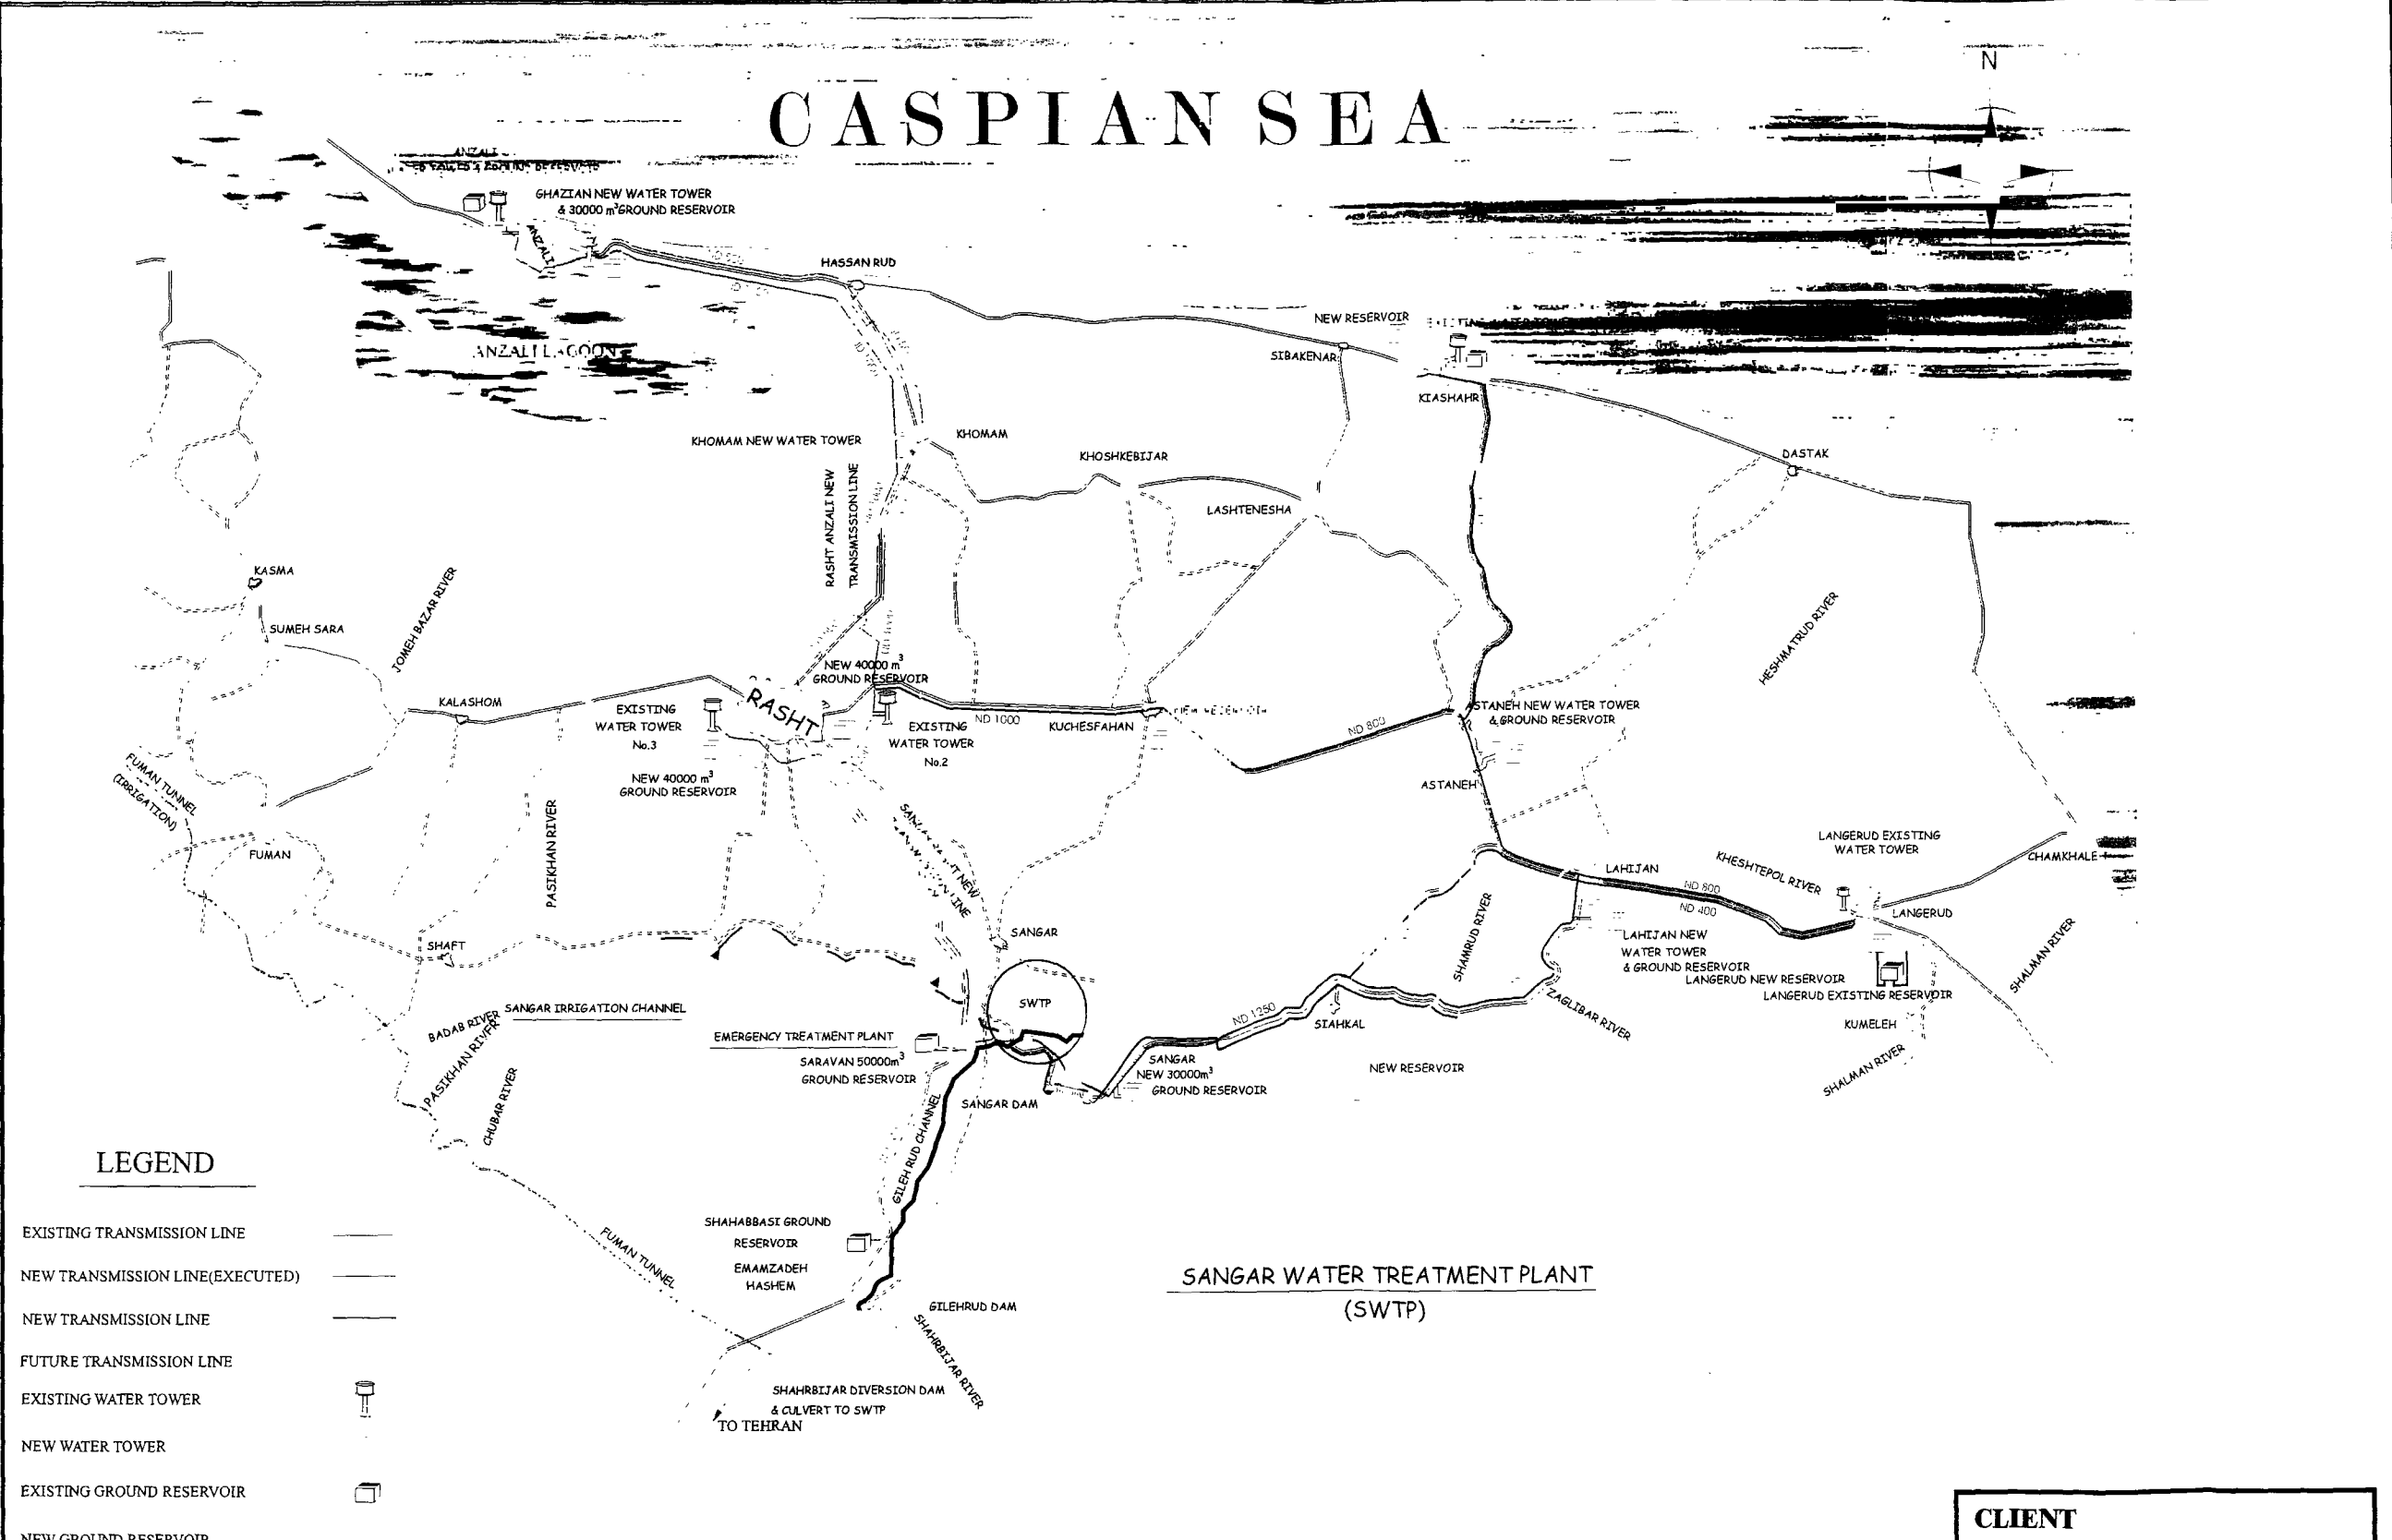 N
CASPIAN SEA
ANZALI
GHAZIAN NEW WATER TOWER
& 30000 m³ GROUND RESERVOIR
ANZALI
HASSAN RUD
NEW RESERVOIR
SIBAKENAR
KIASHAHR
ANZALI LAGOON
KHOMAM NEW WATER TOWER
KHOMAM
KHOSHKEBIJAR
DASTAK
LASHTENESHA
RASHT ANZALI NEW
TRANSMISSION LINE
KASMA
SUMEH SARA
JOMEH BAZAR RIVER
HESHMATRUD RIVER
NEW 40000 m³
GROUND RESERVOIR
RASHT
KALASHOM
EXISTING
WATER TOWER
No.3
EXISTING
WATER TOWER
No.2
ND 1000
KUCHESFAHAN
NEW RESERVOIR
ND 800
ASTANEH NEW WATER TOWER
& GROUND RESERVOIR
NEW 40000 m³
GROUND RESERVOIR
ASTANEH
FUMAN TUNNEL
(IRRIGATION)
FUMAN
PASIKHAN RIVER
LANGERUD EXISTING
WATER TOWER
CHAMKHALE
LAHIJAN
KHESHTEPOL RIVER
ND 800
ND 400
LANGERUD
SHAFT
SANGAR
SHAMRUD RIVER
LAHIJAN NEW
WATER TOWER
& GROUND RESERVOIR
LANGERUD NEW RESERVOIR
LANGERUD EXISTING RESERVOIR
SHALMAN RIVER
SWTP
ZAGLIBAR RIVER
KUMELEH
SHALMAN RIVER
SANGAR IRRIGATION CHANNEL
BADAB RIVER
PASIKHAN RIVER
CHUBAR RIVER
EMERGENCY TREATMENT PLANT
SARAVAN 50000m³
GROUND RESERVOIR
ND 1250
SIAHKAL
SANGAR
NEW 30000m³
GROUND RESERVOIR
NEW RESERVOIR
SANGAR DAM
GILEH RUD CHANNEL
SHAHABBASI GROUND
RESERVOIR
EMAMZADEH
HASHEM
FUMAN TUNNEL
GILEHRUD DAM
SHAHRBIJAR RIVER
SHAHRBIJAR DIVERSION DAM
& CULVERT TO SWTP
TO TEHRAN
SANGAR WATER TREATMENT PLANT
(SWTP)
LEGEND
EXISTING TRANSMISSION LINE
NEW TRANSMISSION LINE(EXECUTED)
NEW TRANSMISSION LINE
FUTURE TRANSMISSION LINE
EXISTING WATER TOWER
NEW WATER TOWER
EXISTING GROUND RESERVOIR
NEW GROUND RESERVOIR
CLIENT